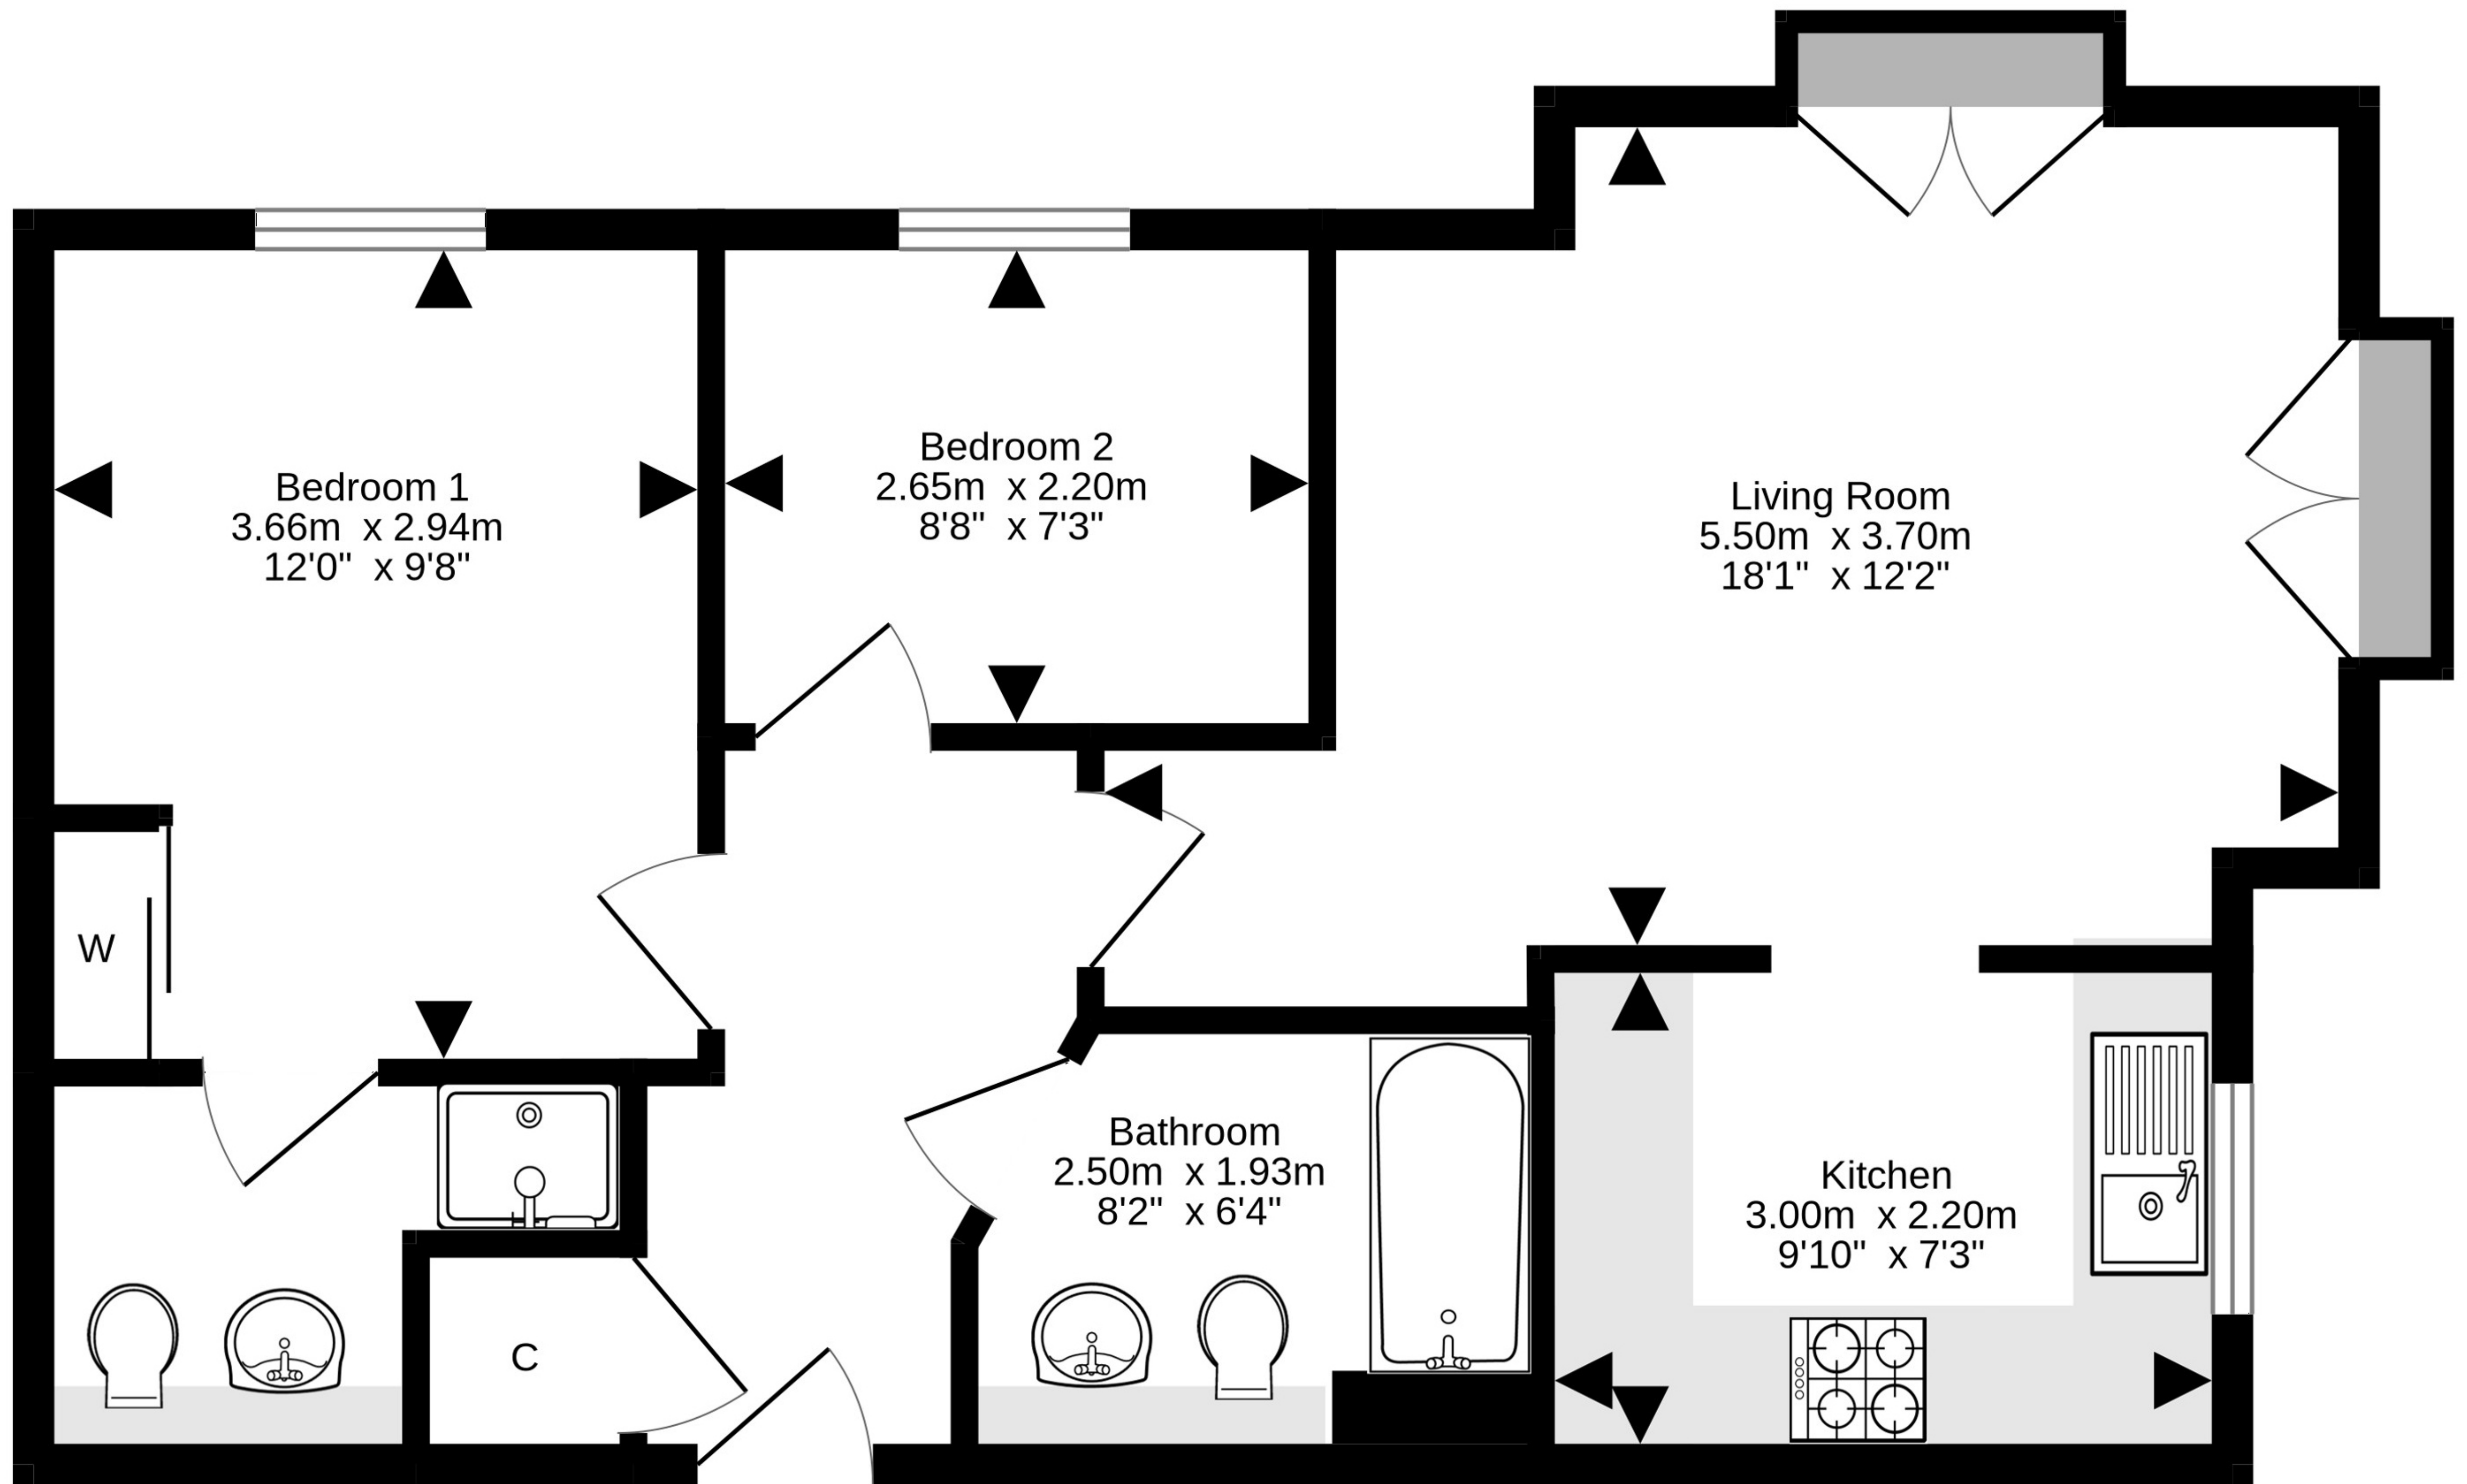 Bedroom 1
3.66m x 2.94m
12'0" x 9'8"
Bedroom 2
2.65m x 2.20m
8'8" x 7'3"
Living Room
5.50m x 3.70m
18'1" x 12'2"
W
Bathroom
2.50m x 1.93m
8'2" x 6'4"
Kitchen
3.00m x 2.20m
9'10" x 7'3"
C